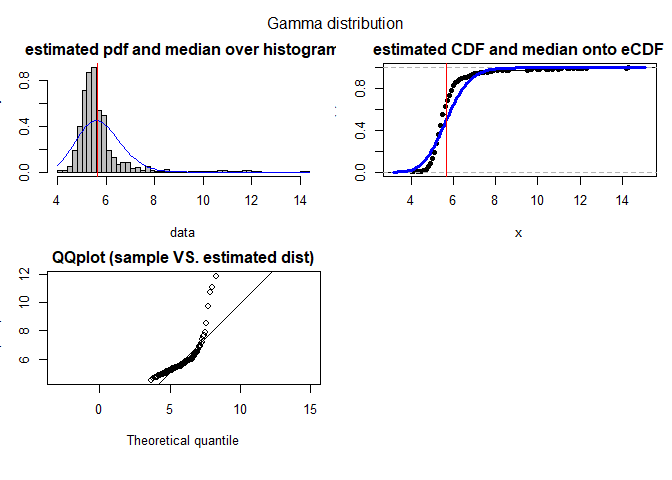 Gamma distribution
estimated pdf and median over histogram
0.0 0.4 0.8
4 6 8 10 12 14
data
estimated CDF and median onto eCDF
0.0 0.4 0.8
4 6 8 10 12 14
x
QQplot (sample VS. estimated dist)
6 8 10 12
0 5 10 15
Theoretical quantile